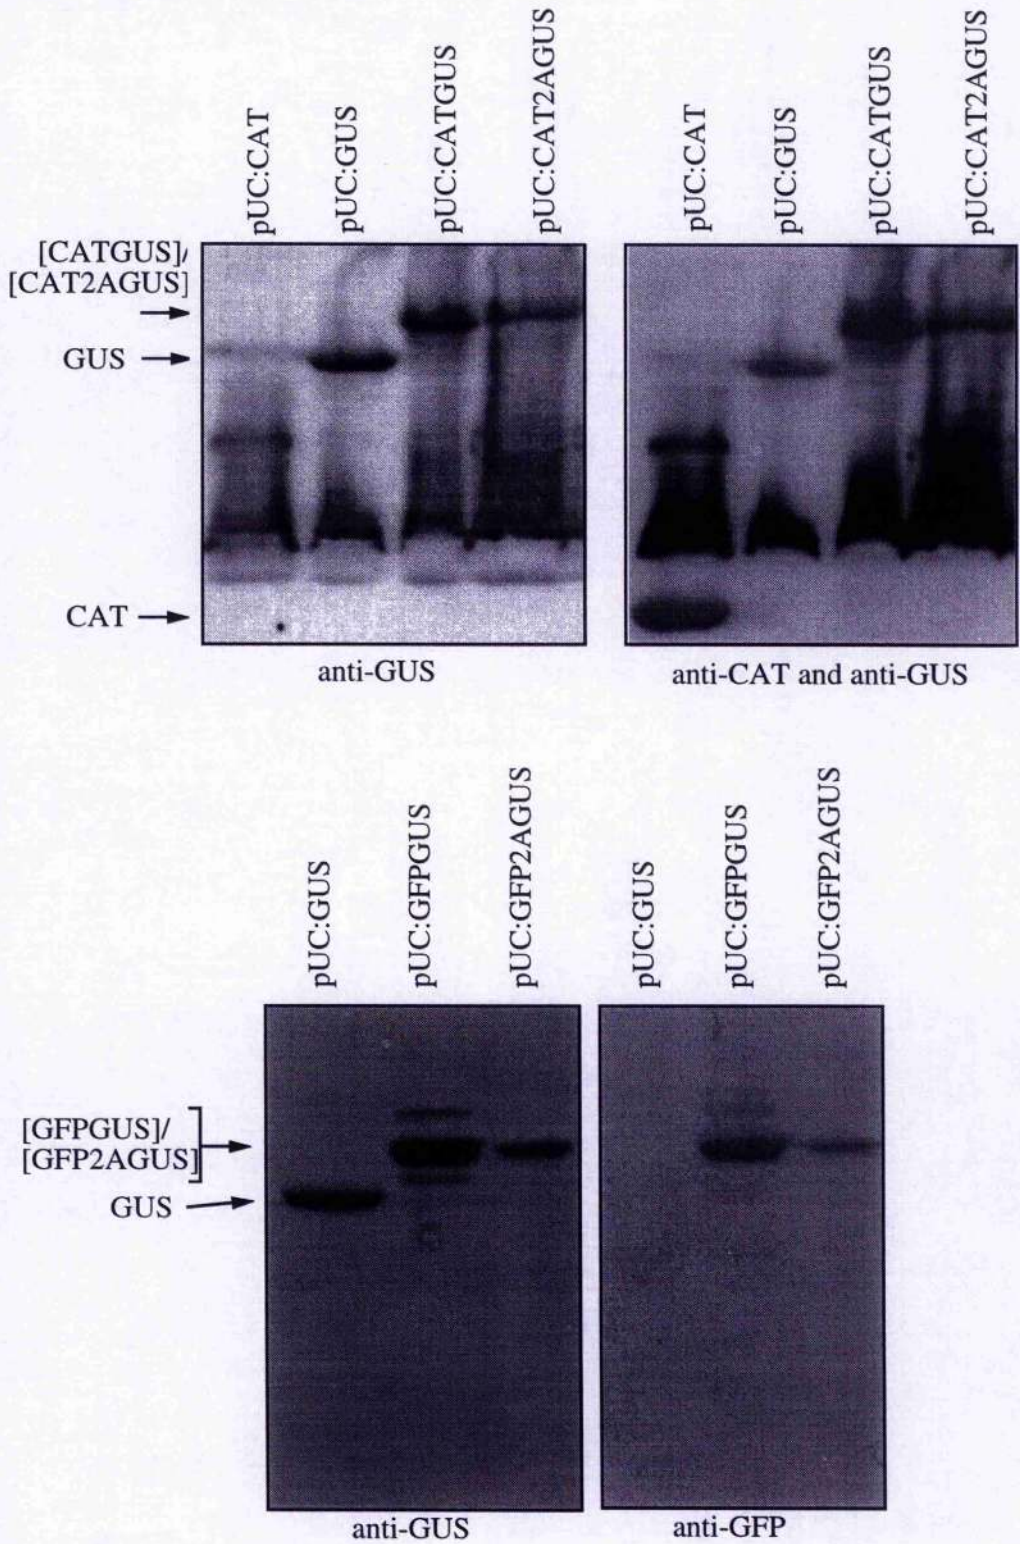 pUC:CAT
pUC:GUS
pUC:CATGUS
pUC:CAT2AGUS
pUC:CAT
pUC:GUS
pUC:CATGUS
pUC:CAT2AGUS
[CATGUS]/
[CAT2AGUS]
GUS
CAT
anti-GUS
anti-CAT and anti-GUS
pUC:GUS
pUC:GFPGUS
pUC:GFP2AGUS
pUC:GUS
pUC:GFPGUS
pUC:GFP2AGUS
[GFPGUS]/
[GFP2AGUS]
GUS
anti-GUS
anti-GFP